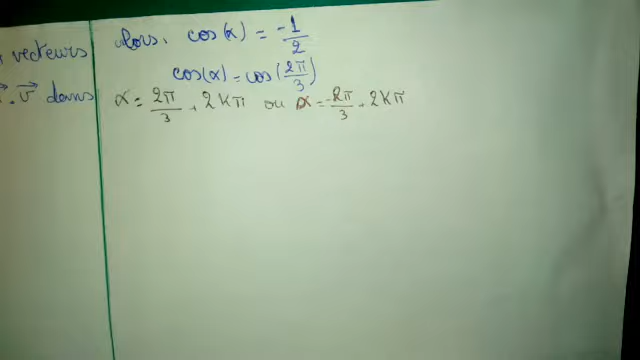 vecteurs
. v⃗ dans
Alors. cos(α) = -1/2
cos(α) = cos(2π/3)
α = 2π/3 + 2Kπ ou α = -2π/3 + 2Kπ